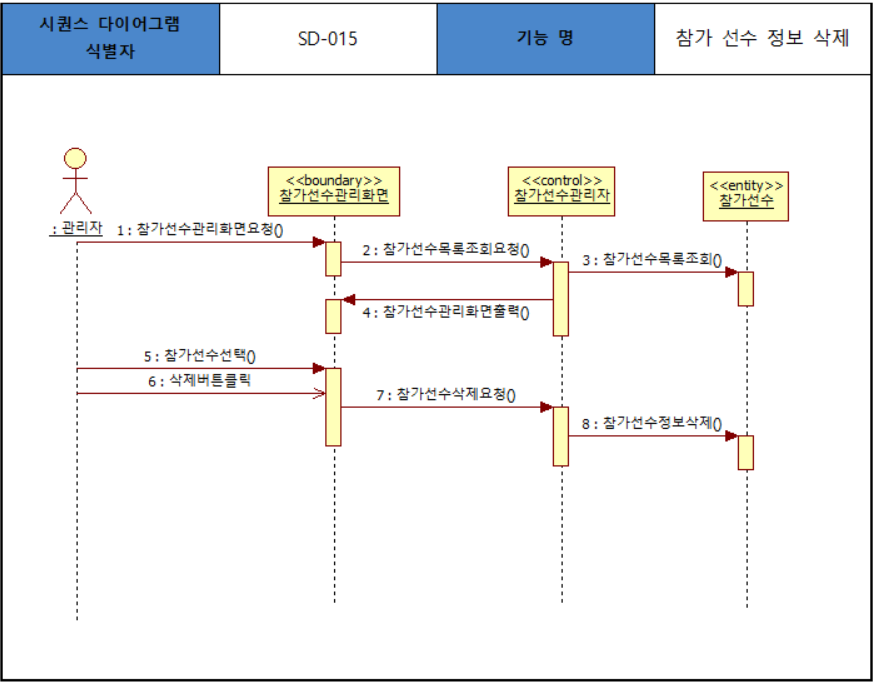 시퀀스 다이어그램
식별자
SD-015
기능 명
참가 선수 정보 삭제
<<boundary>>
참가선수관리화면
<<control>>
참가선수관리자
<<entity>>
참가선수
: 관리자
1 : 참가선수관리화면요청()
2 : 참가선수목록조회요청()
3 : 참가선수목록조회()
4 : 참가선수관리화면출력()
5 : 참가선수선택()
6 : 삭제버튼클릭
7 : 참가선수삭제요청()
8 : 참가선수정보삭제()